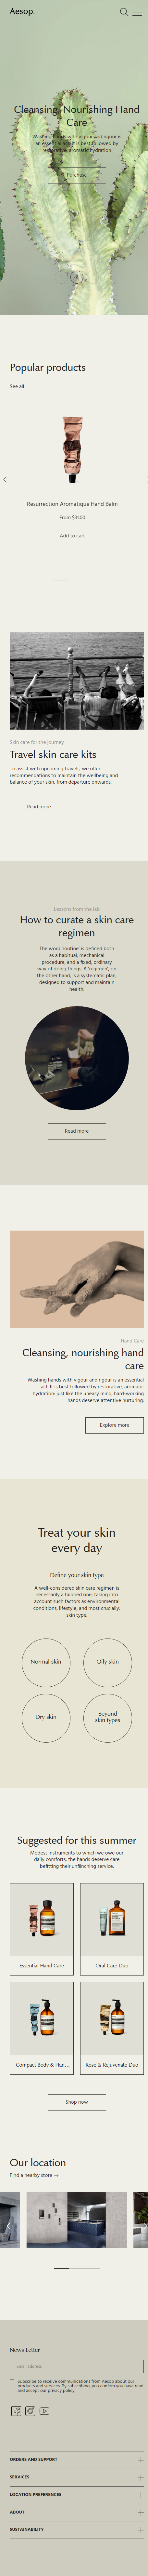 Aēsop.
Cleansing, Nourishing Hand
Care
Washing hands with vigour and rigour is
an essential act. It is best followed by
restorative, aromatic hydration
Purchase
Popular products
See all
Resurrection Aromatique Hand Balm
From $31.00
Add to cart
Skin care for the journey
Travel skin care kits
To assist with upcoming travels, we offer
recommendations to maintain the wellbeing and
balance of your skin, from departure onwards.
Read more
Lessons from the lab
How to curate a skin care
regimen
The word 'routine' is defined both
as a habitual, mechanical
procedure, and a fixed, ordinary
way of doing things. A 'regimen', on
the other hand, is a systematic plan,
designed to support and maintain
health.
Read more
Hand Care
Cleansing, nourishing hand
care
Washing hands with vigour and rigour is an essential
act. It is best followed by restorative, aromatic
hydration: just like the uneasy mind, hard-working
hands deserve attentive nurturing.
Explore more
Treat your skin
every day
Define your skin type
A well-considered skin care regimen is
necessarily a tailored one, taking into
account such factors as environmental
conditions, lifestyle, and most crucially:
skin type.
Normal skin
Oily skin
Dry skin
Beyond
skin types
Suggested for this summer
Modest instruments to which we owe our
daily comforts, the hands deserve care
befitting their unflinching service.
Essential Hand Care
Oral Care Duo
Compact Body & Han...
Rose & Rejuvenate Duo
Shop now
Our location
Find a nearby store →
News Letter
Email address
Subscribe to receive communications from Aesop about our
products and services. By subscribing, you confirm you have read
and accept our privacy policy.
ORDERS AND SUPPORT
SERVICES
LOCATION PREFERENCES
ABOUT
SUSTAINABILITY